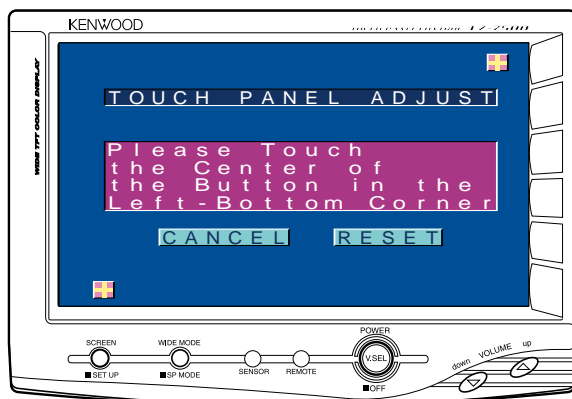 KENWOOD
WIDE TFT COLOR DISPLAY
TOUCH PANEL ADJUST
Please Touch
the Center of
the Button in the
Left-Bottom Corner
CANCEL RESET
POWER
SCREEN WIDE MODE V.SEL down VOLUME up
■SET UP ■SP MODE SENSOR REMOTE ■OFF